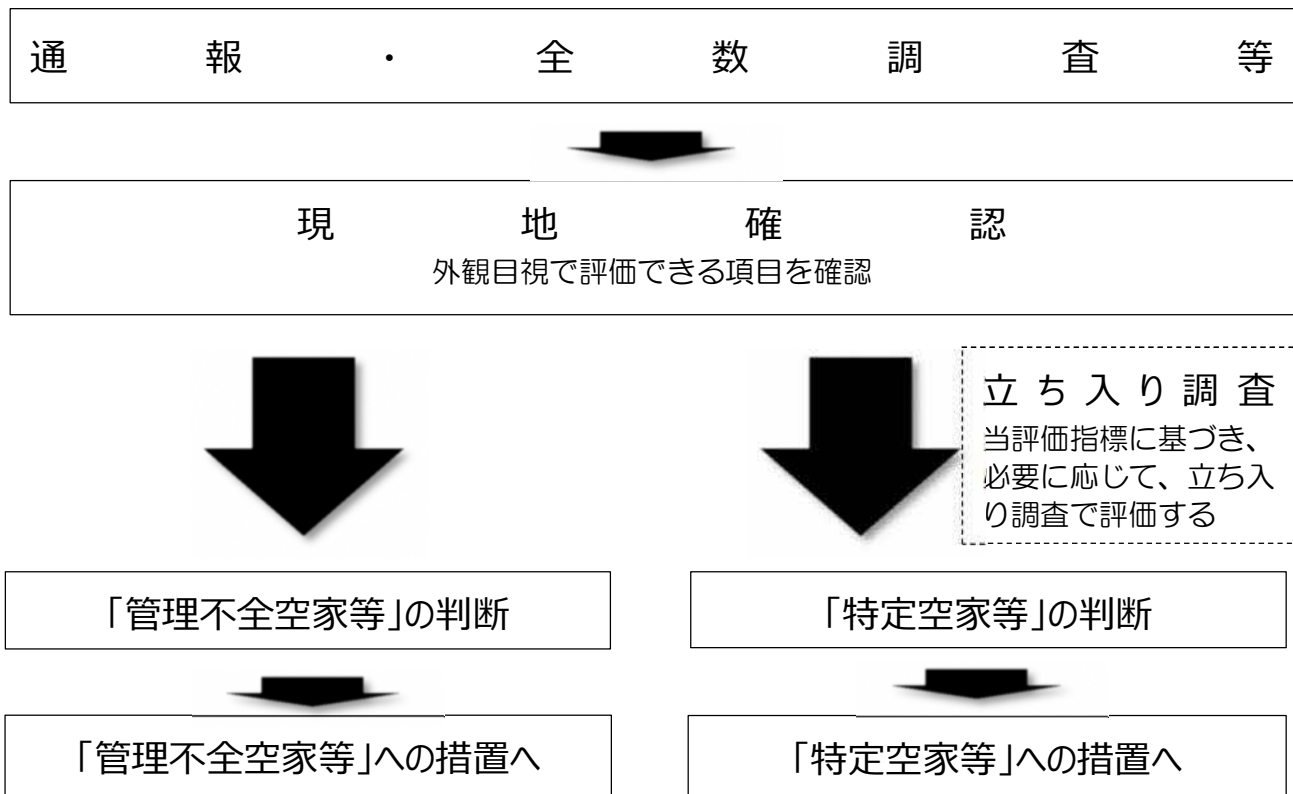 通報・全数調査等
現地確認
外観目視で評価できる項目を確認
立ち入り調査
当評価指標に基づき、
必要に応じて、立ち入
り調査で評価する
「管理不全空家等」の判断
「特定空家等」の判断
「管理不全空家等」への措置へ
「特定空家等」への措置へ